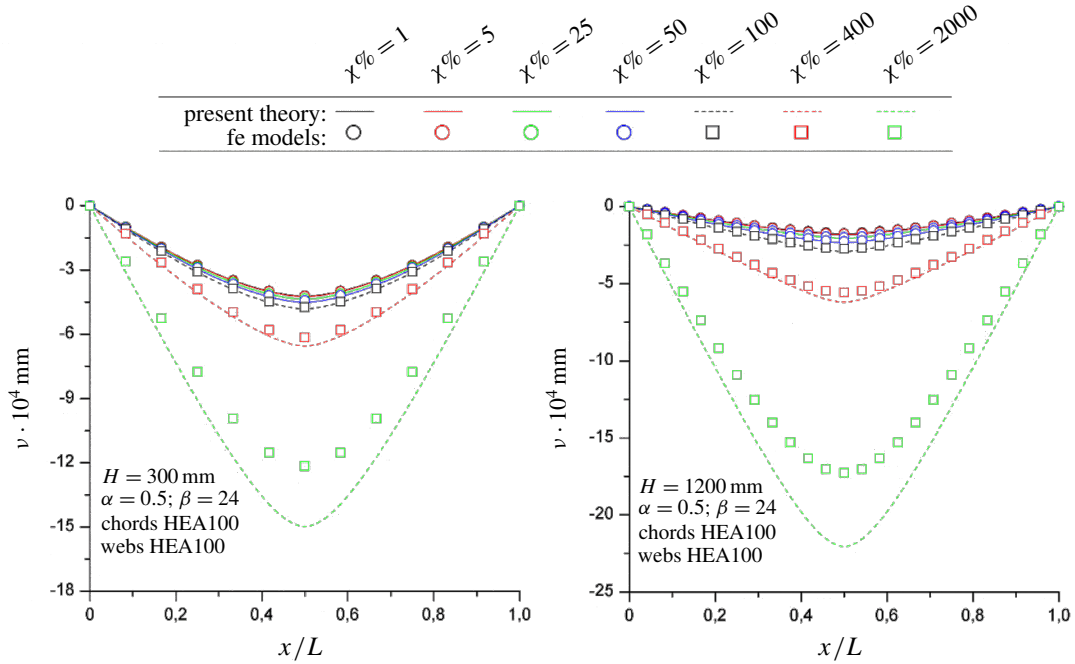 χ% = 1 χ% = 5 χ% = 25 χ% = 50 χ% = 100 χ% = 400 χ% = 2000
present theory:
fe models:
0
-3
-6
-9
-12
-15
-18
ν · 10⁴ mm
H = 300 mm
α = 0.5; β = 24
chords HEA100
webs HEA100
0 0,2 0,4 0,6 0,8 1,0
x/L
0
-5
-10
-15
-20
-25
ν · 10⁴ mm
H = 1200 mm
α = 0.5; β = 24
chords HEA100
webs HEA100
0 0,2 0,4 0,6 0,8 1,0
x/L